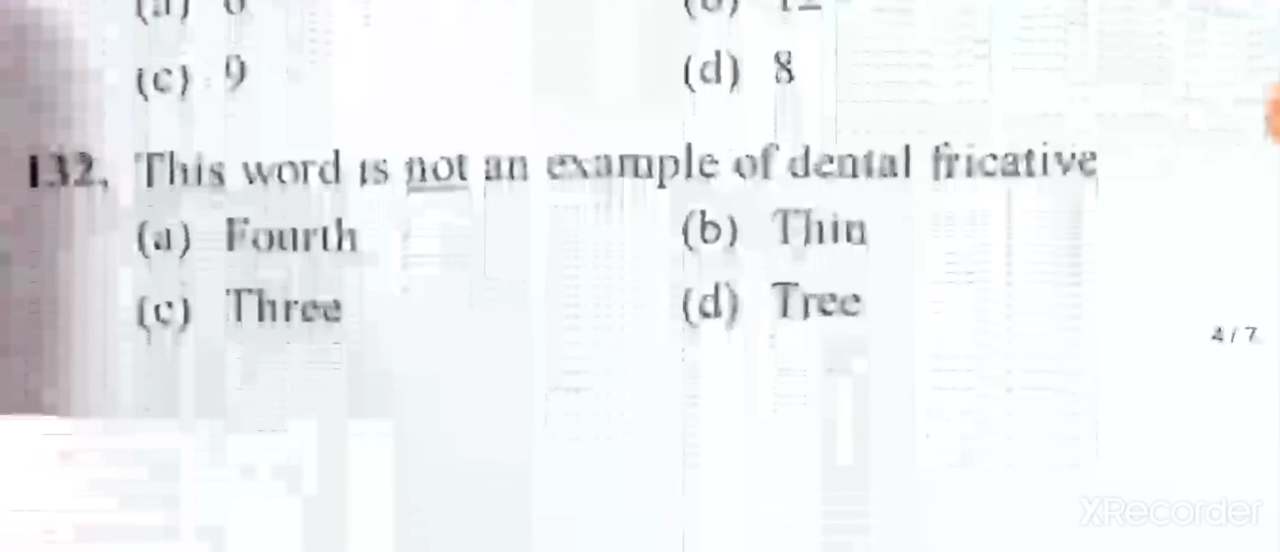 (c) 9 (d) 8
132. This word is not an example of dental fricative
(a) Fourth (b) Thin
(c) Three (d) Tree
4 / 7
XRecorder